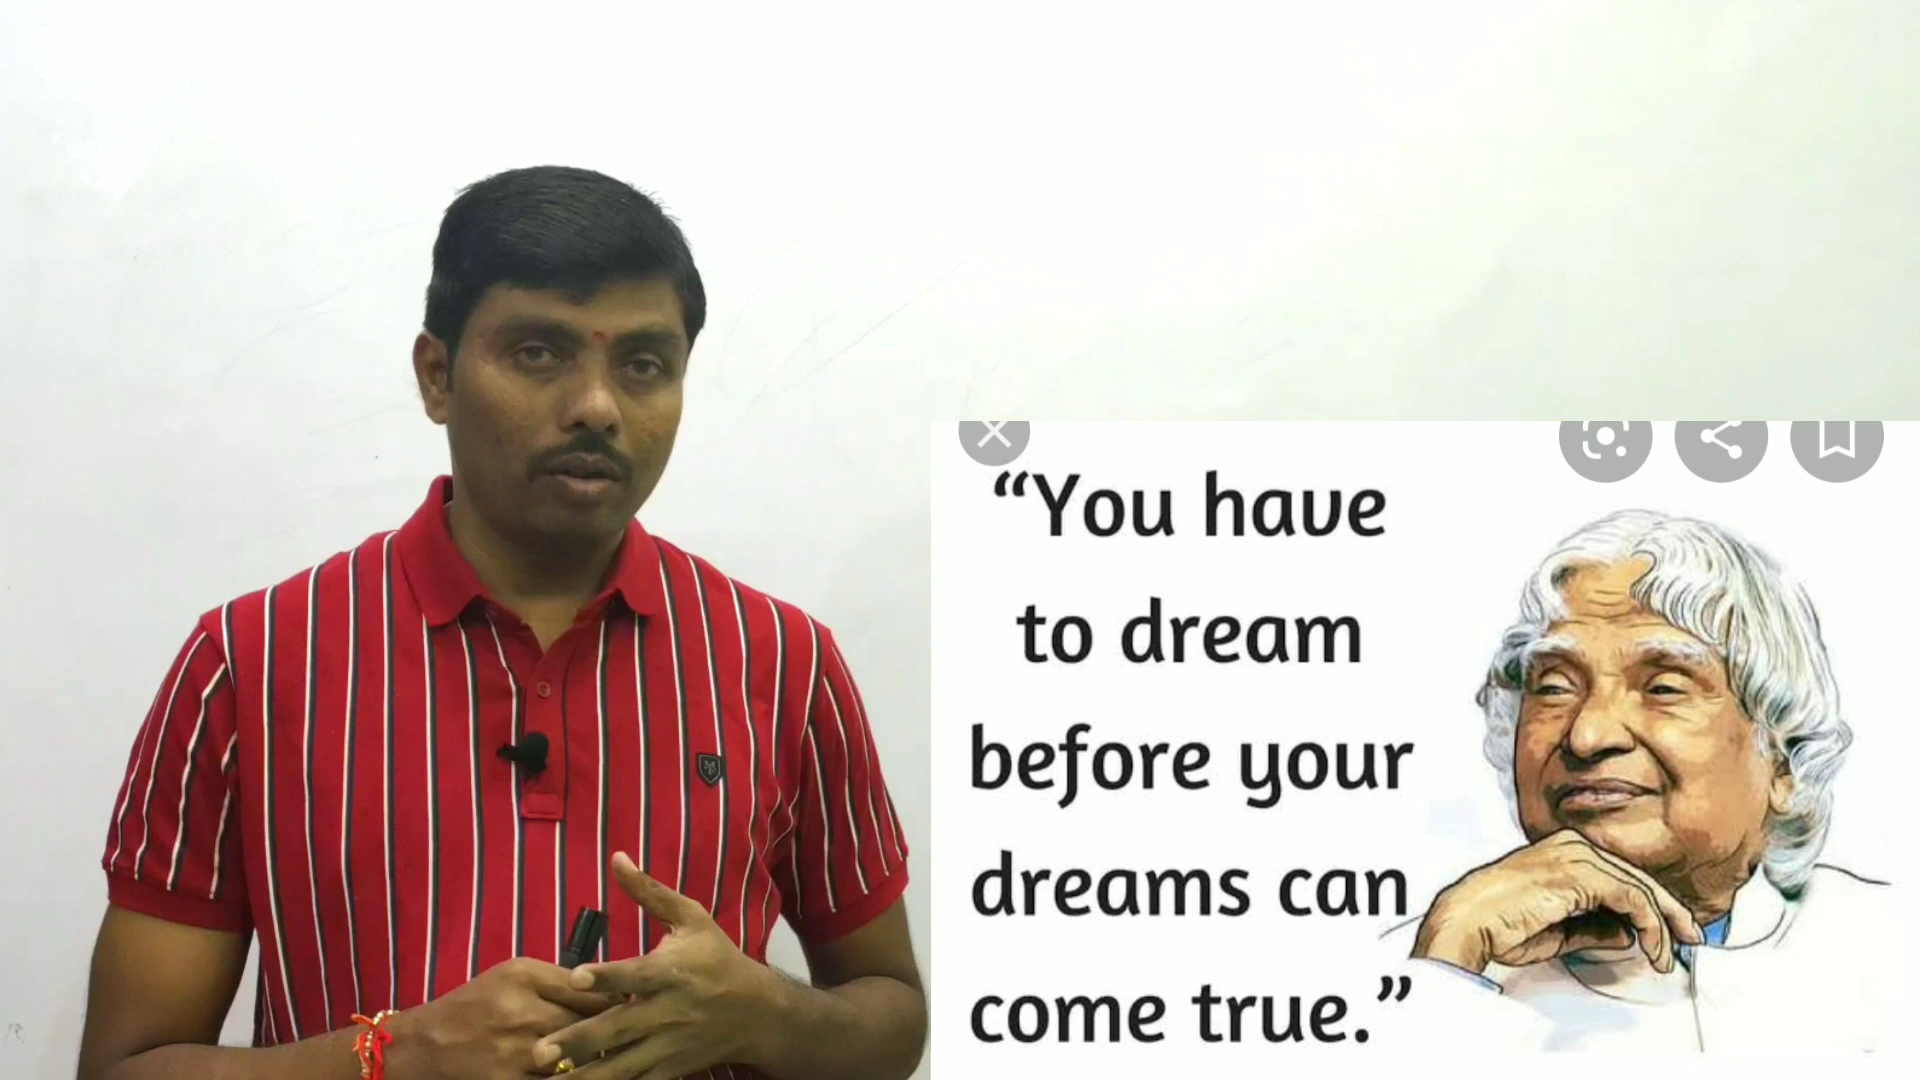 “You have
to dream
before your
dreams can
come true.”